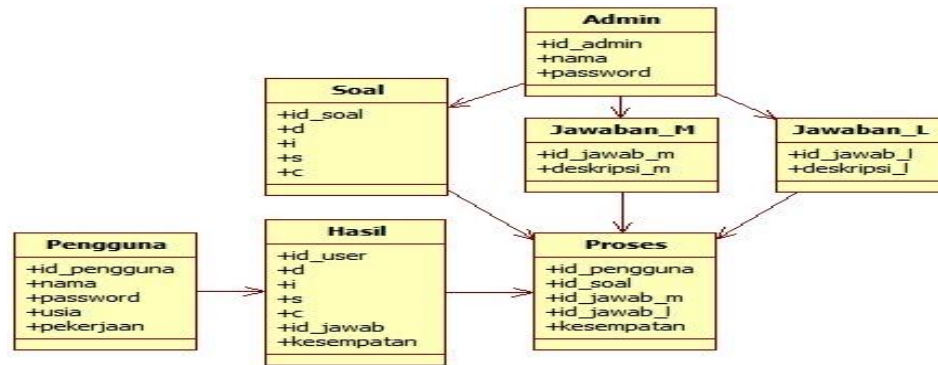 Admin
+id_admin
+nama
+password
Soal
+id_soal
+d
+i
+s
+c
Jawaban_M
+id_jawab_m
+deskripsi_m
Jawaban_L
+id_jawab_l
+deskripsi_l
Pengguna
+id_pengguna
+nama
+password
+usia
+pekerjaan
Hasil
+id_user
+d
+i
+s
+c
+id_jawab
+kesempatan
Proses
+id_pengguna
+id_soal
+id_jawab_m
+id_jawab_l
+kesempatan